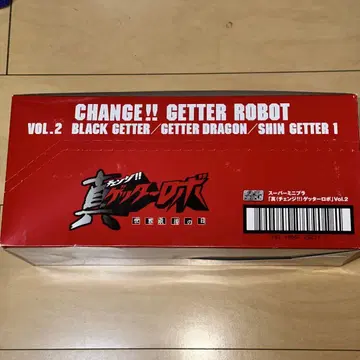 CHANGE!! GETTER ROBOT
VOL.2 BLACK GETTER/GETTER DRAGON/SHIN GETTER 1
チェンジ!!
真ゲッターロボ
世界最後の日
スーパーミニプラ
「真(チェンジ!!)ゲッターロボ」Vol.2